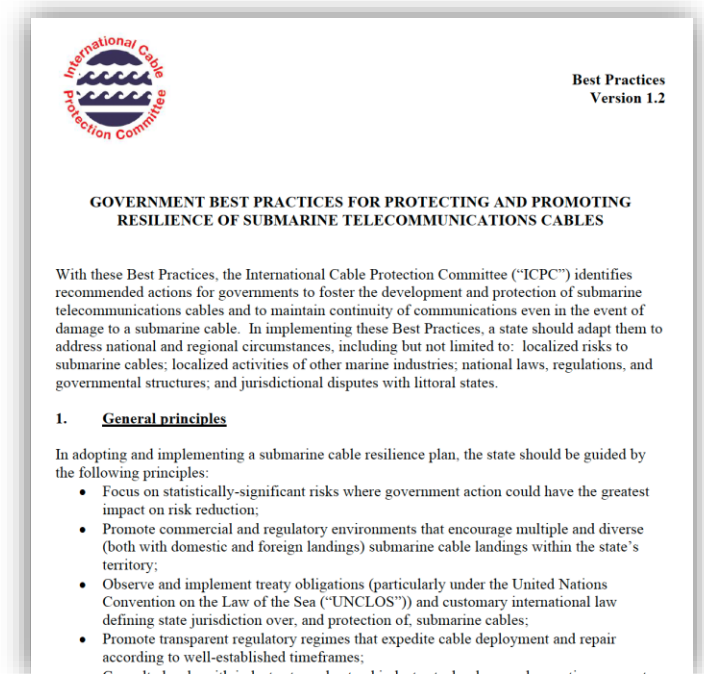 International Cable
Protection Committee
Best Practices
Version 1.2
GOVERNMENT BEST PRACTICES FOR PROTECTING AND PROMOTING
RESILIENCE OF SUBMARINE TELECOMMUNICATIONS CABLES
With these Best Practices, the International Cable Protection Committee (“ICPC”) identifies
recommended actions for governments to foster the development and protection of submarine
telecommunications cables and to maintain continuity of communications even in the event of
damage to a submarine cable. In implementing these Best Practices, a state should adapt them to
address national and regional circumstances, including but not limited to: localized risks to
submarine cables; localized activities of other marine industries; national laws, regulations, and
governmental structures; and jurisdictional disputes with littoral states.
1. General principles
In adopting and implementing a submarine cable resilience plan, the state should be guided by
the following principles:
• Focus on statistically-significant risks where government action could have the greatest
impact on risk reduction;
• Promote commercial and regulatory environments that encourage multiple and diverse
(both with domestic and foreign landings) submarine cable landings within the state’s
territory;
• Observe and implement treaty obligations (particularly under the United Nations
Convention on the Law of the Sea (“UNCLOS”)) and customary international law
defining state jurisdiction over, and protection of, submarine cables;
• Promote transparent regulatory regimes that expedite cable deployment and repair
according to well-established timeframes;